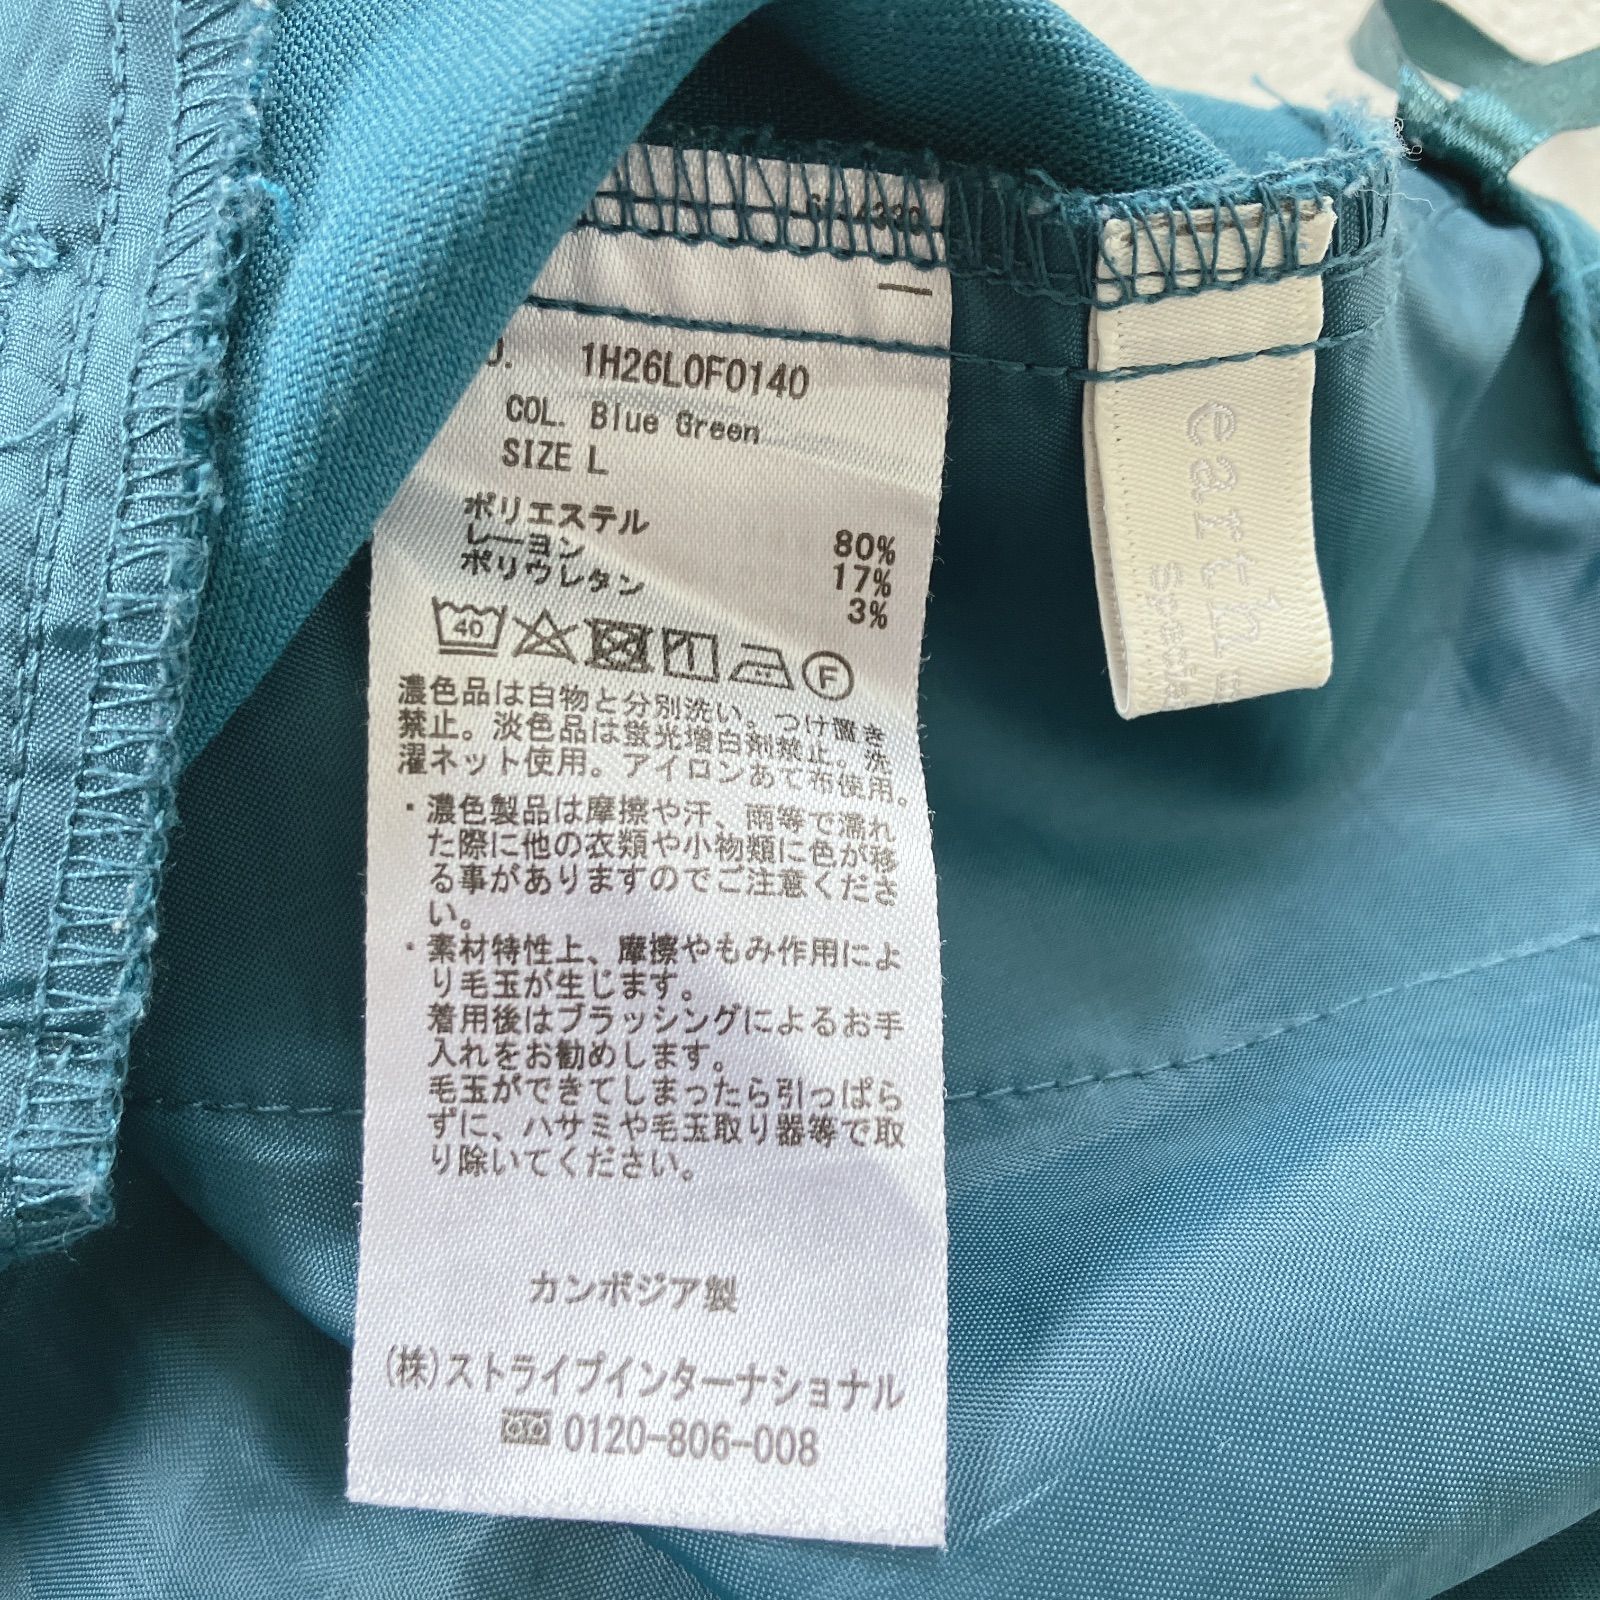 1H26L0F0140
COL. Blue Green
SIZE L
ポリエステル 80%
レーヨン 17%
ポリウレタン 3%
40
F
濃色品は白物と分別洗い。つけ置き
禁止。淡色品は蛍光増白剤禁止。洗
濯ネット使用。アイロンあて布使用。
・濃色製品は摩擦や汗、雨等で濡れ
た際に他の衣類や小物類に色が移
る事がありますのでご注意くださ
い。
・素材特性上、摩擦やもみ作用によ
り毛玉が生じます。
着用後はブラッシングによるお手
入れをお勧めします。
毛玉ができてしまったら引っぱら
ずに、ハサミや毛玉取り器等で取
り除いてください。
カンボジア製
(株)ストライプインターナショナル
0120-806-008
earth